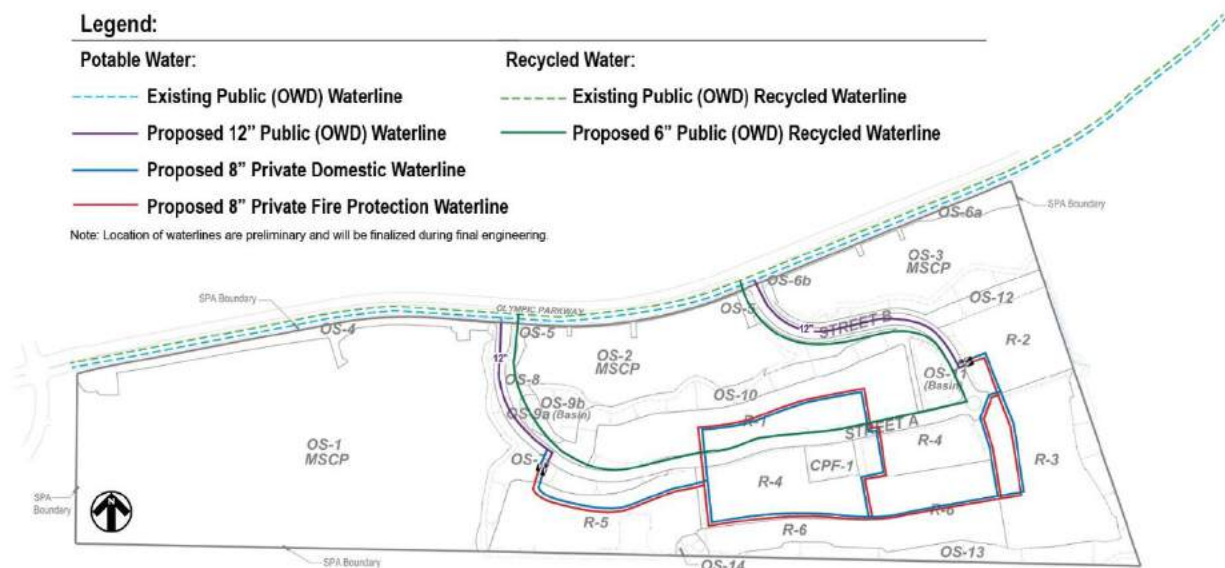 Legend:
Potable Water:
Recycled Water:
Existing Public (OWD) Waterline
Existing Public (OWD) Recycled Waterline
Proposed 12” Public (OWD) Waterline
Proposed 6” Public (OWD) Recycled Waterline
Proposed 8” Private Domestic Waterline
Proposed 8” Private Fire Protection Waterline
Note: Location of waterlines are preliminary and will be finalized during final engineering.
SPA Boundary
OS-6a
OS-3
MSCP
OS-6b
SPA Boundary
OS-12
OLYMPIC PARKWAY
OS-5
OS-4
OS-5
STREET B
12"
R-2
12"
OS-2
MSCP
OS-8
(Basin)
OS-10
OS-9b
OS-9a (Basin)
R-1
STREET A
R-4
OS-1
MSCP
OS-
CPF-1
R-3
R-4
SPA
Boundary
N
R-5
R-6
R-6
OS-13
SPA Boundary
OS-14